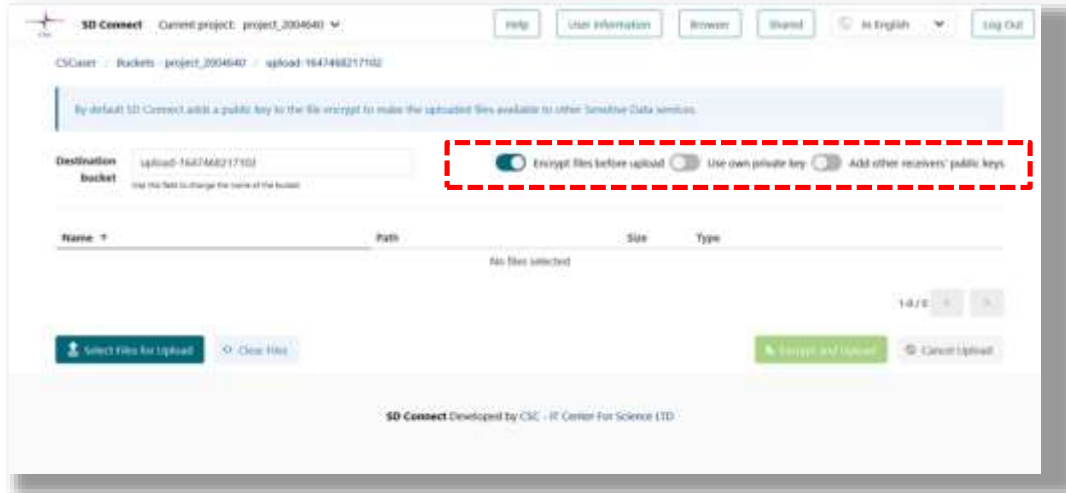 CSC SD Connect Current project: project_2004640 Help User Information Browser Shared In English Log Out
CSCuser / Buckets - project_2004640 / upload-1647468217102
By default SD Connect adds a public key to the file encrypt to make the uploaded files available to other Sensitive Data services.
Destination bucket upload-1647468217102 Encrypt files before upload Use own private key Add other receivers' public keys
Use this field to change the name of the bucket
Name Path Size Type
No files selected
1-0 / 0
Select Files for Upload Clear Files Encrypt and Upload Cancel Upload
SD Connect Developed by CSC - IT Center For Science LTD